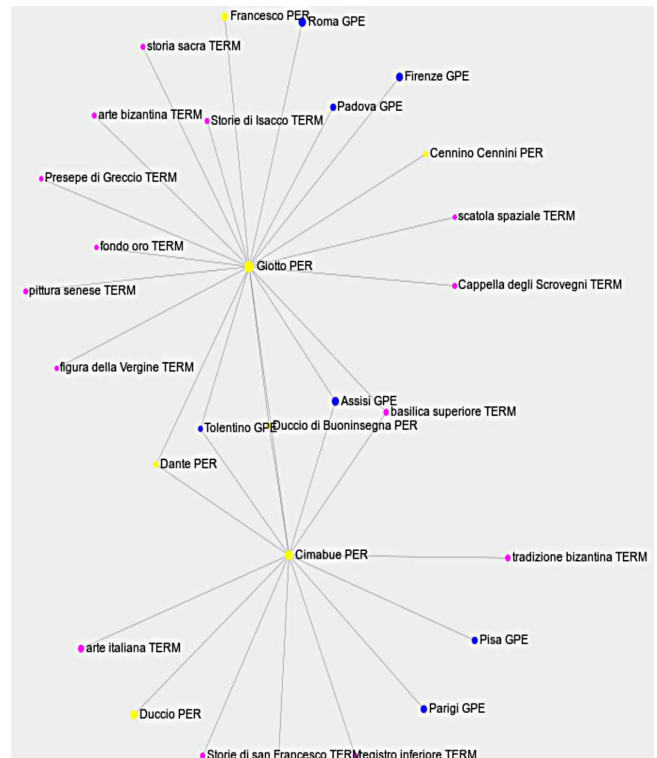 Francesco PER
Roma GPE
storia sacra TERM
Firenze GPE
Padova GPE
arte bizantina TERM
Storie di Isacco TERM
Cennino Cennini PER
Presepe di Greccio TERM
scatola spaziale TERM
fondo oro TERM
Giotto PER
Cappella degli Scrovegni TERM
pittura senese TERM
figura della Vergine TERM
Assisi GPE
basilica superiore TERM
Tolentino GPE
Duccio di Buoninsegna PER
Dante PER
Cimabue PER
tradizione bizantina TERM
Pisa GPE
arte italiana TERM
Parigi GPE
Duccio PER
Storie di san Francesco TERM
registro inferiore TERM